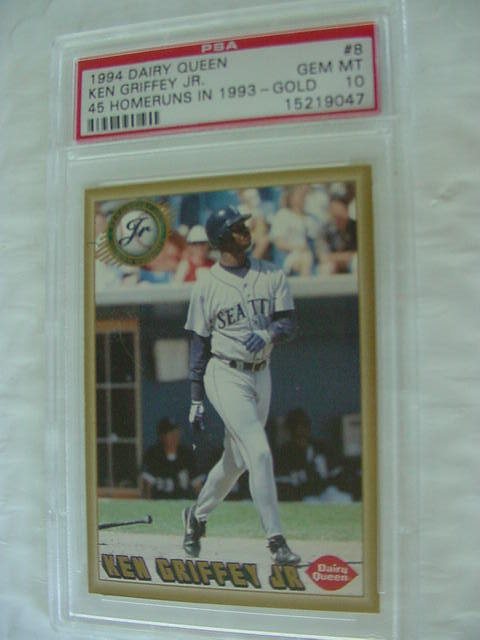 PSA
1994 DAIRY QUEEN #8
KEN GRIFFEY JR. GEM MT
45 HOMERUNS IN 1993-GOLD 10
15219047
Jr
SEATTL
KEN GRIFFEY JR
Dairy
Queen